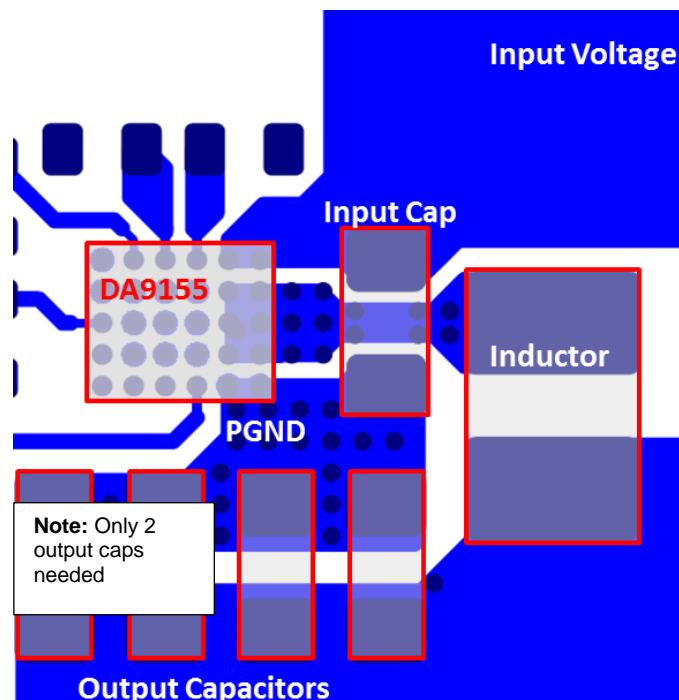 Input Voltage
Input Cap
DA9155
Inductor
PGND
Note: Only 2
output caps
needed
Output Capacitors